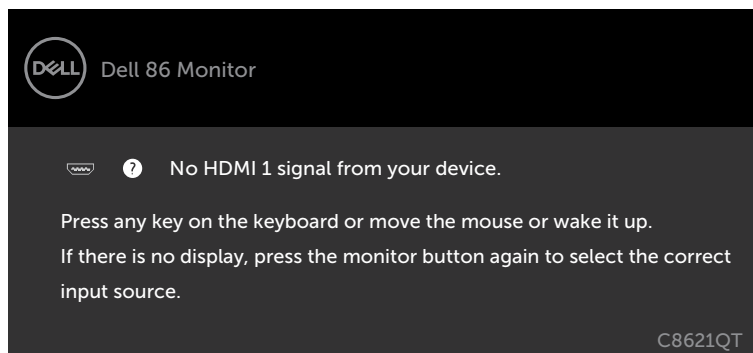 DELL
Dell 86 Monitor
? No HDMI 1 signal from your device.
Press any key on the keyboard or move the mouse or wake it up.
If there is no display, press the monitor button again to select the correct
input source.
C8621QT